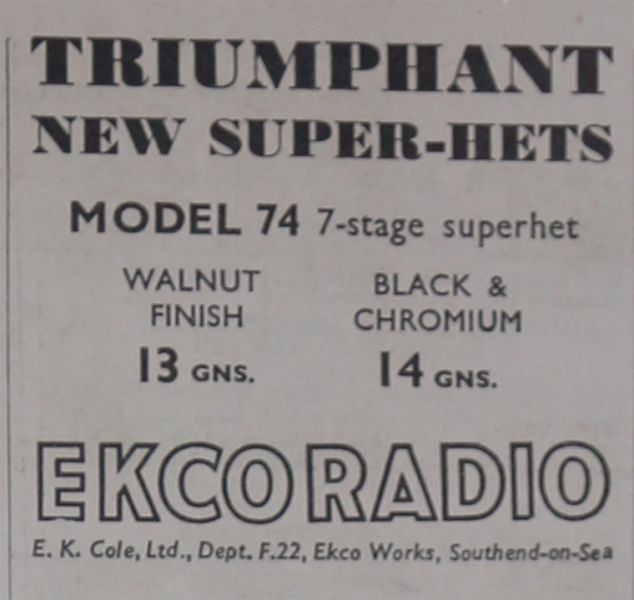 TRIUMPHANT
NEW SUPER-HETS
MODEL 74 7-stage superhet
WALNUT
FINISH
13 GNS.
BLACK &
CHROMIUM
14 GNS.
EKCO RADIO
E. K. Cole, Ltd., Dept. F.22, Ekco Works, Southend-on-Sea